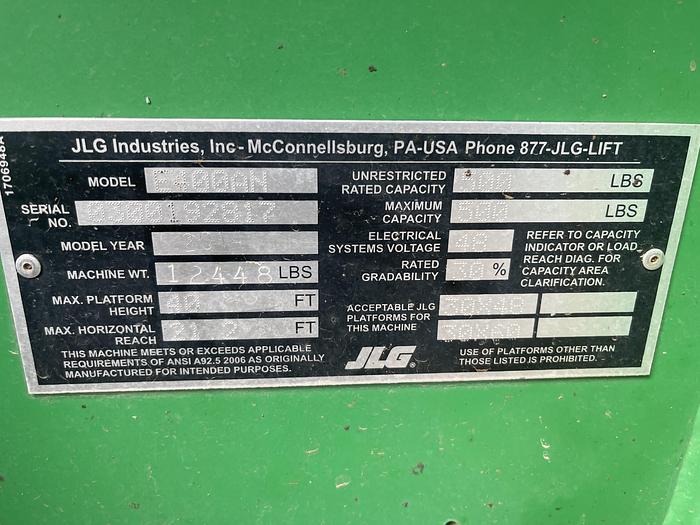 1706948A
JLG Industries, Inc - McConnellsburg, PA-USA Phone 877-JLG-LIFT
MODEL E400AN
SERIAL NO.
MODEL YEAR
MACHINE WT. 12448 LBS
MAX. PLATFORM HEIGHT 40 FT
MAX. HORIZONTAL REACH FT
THIS MACHINE MEETS OR EXCEEDS APPLICABLE
REQUIREMENTS OF ANSI A92.5 2006 AS ORIGINALLY
MANUFACTURED FOR INTENDED PURPOSES.
UNRESTRICTED RATED CAPACITY LBS
MAXIMUM CAPACITY 500 LBS
ELECTRICAL SYSTEMS VOLTAGE 48
RATED GRADABILITY 30 %
REFER TO CAPACITY
INDICATOR OR LOAD
REACH DIAG. FOR
CAPACITY AREA
CLARIFICATION.
ACCEPTABLE JLG
PLATFORMS FOR
THIS MACHINE
30X48
30X60
JLG®
USE OF PLATFORMS OTHER THAN
THOSE LISTED IS PROHIBITED.